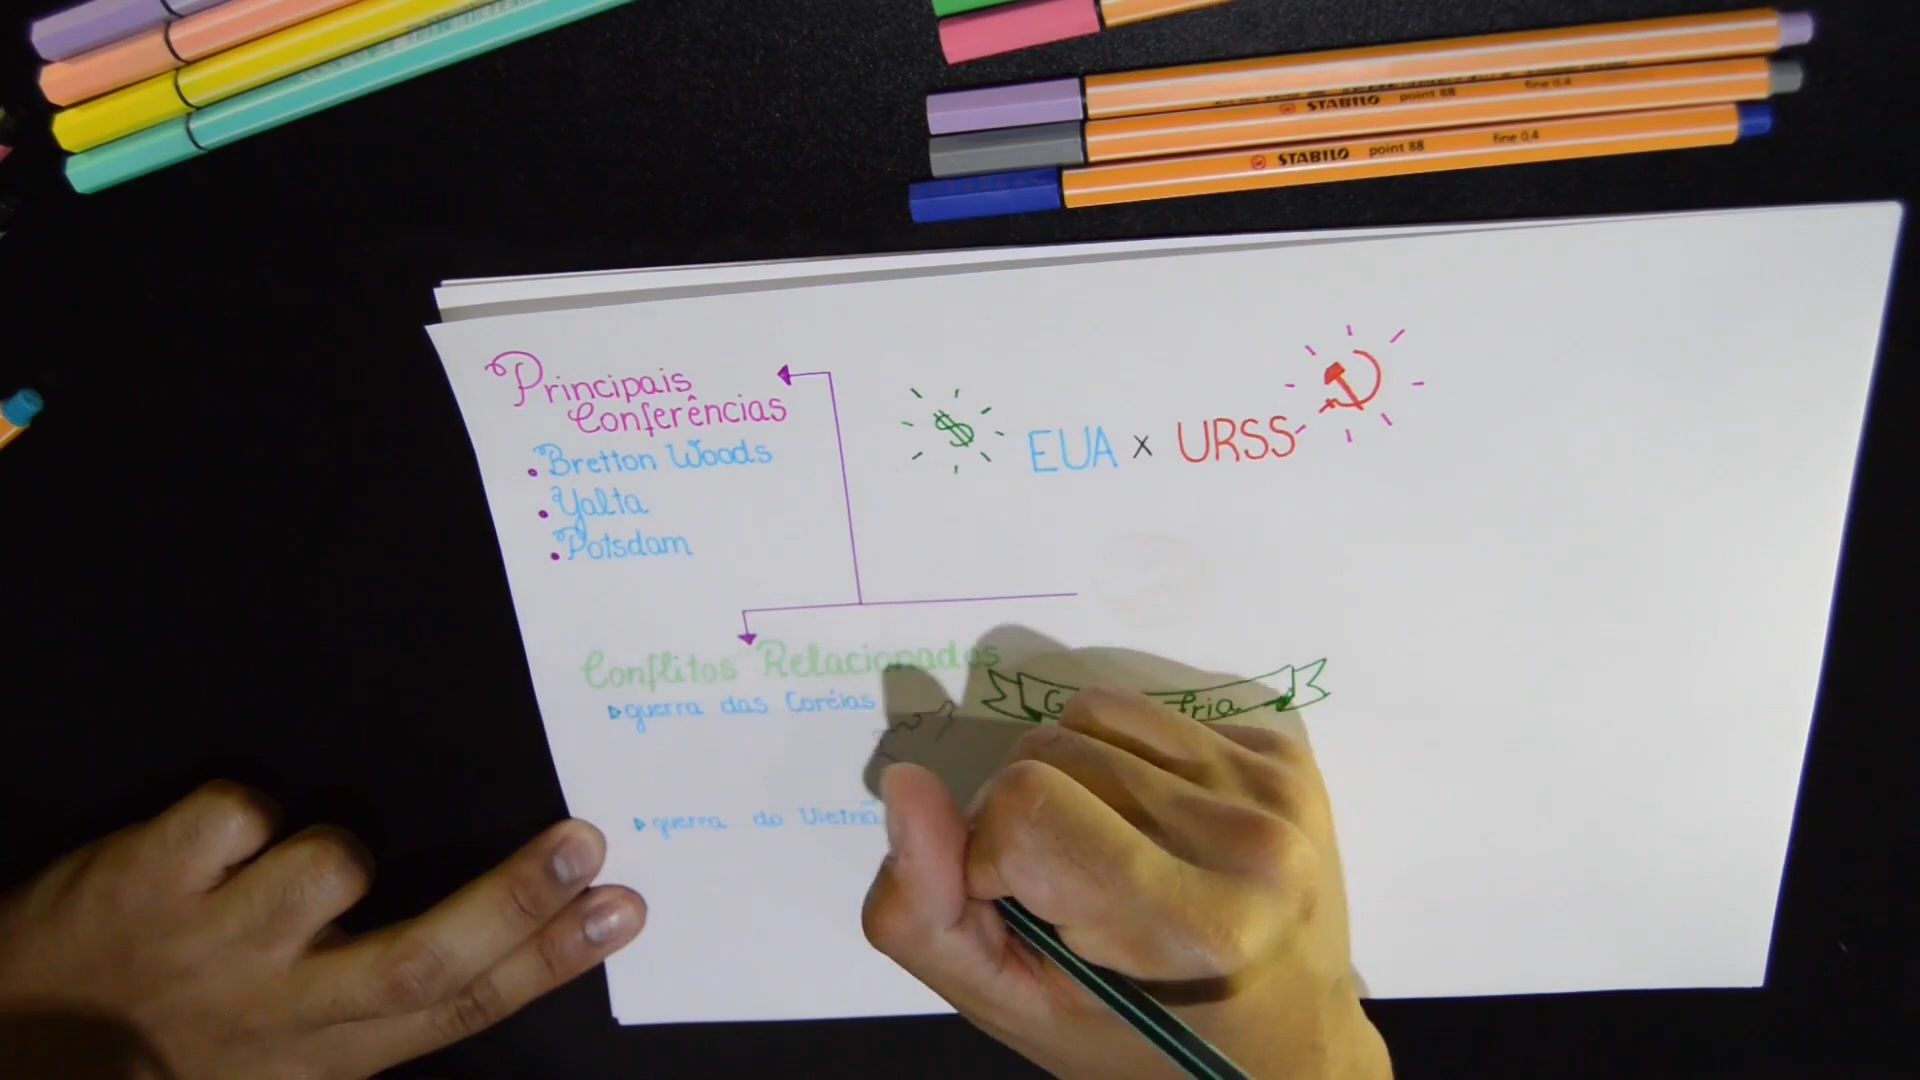 STABILO point 88 fine 0,4
STABILO point 88 fine 0,4
Principais
Conferências
• Bretton Woods
• Yalta
• Potsdam
$ EUA x URSS
Conflitos Relacionados
guerra das Coréias
guerra do Vietnã
G fria